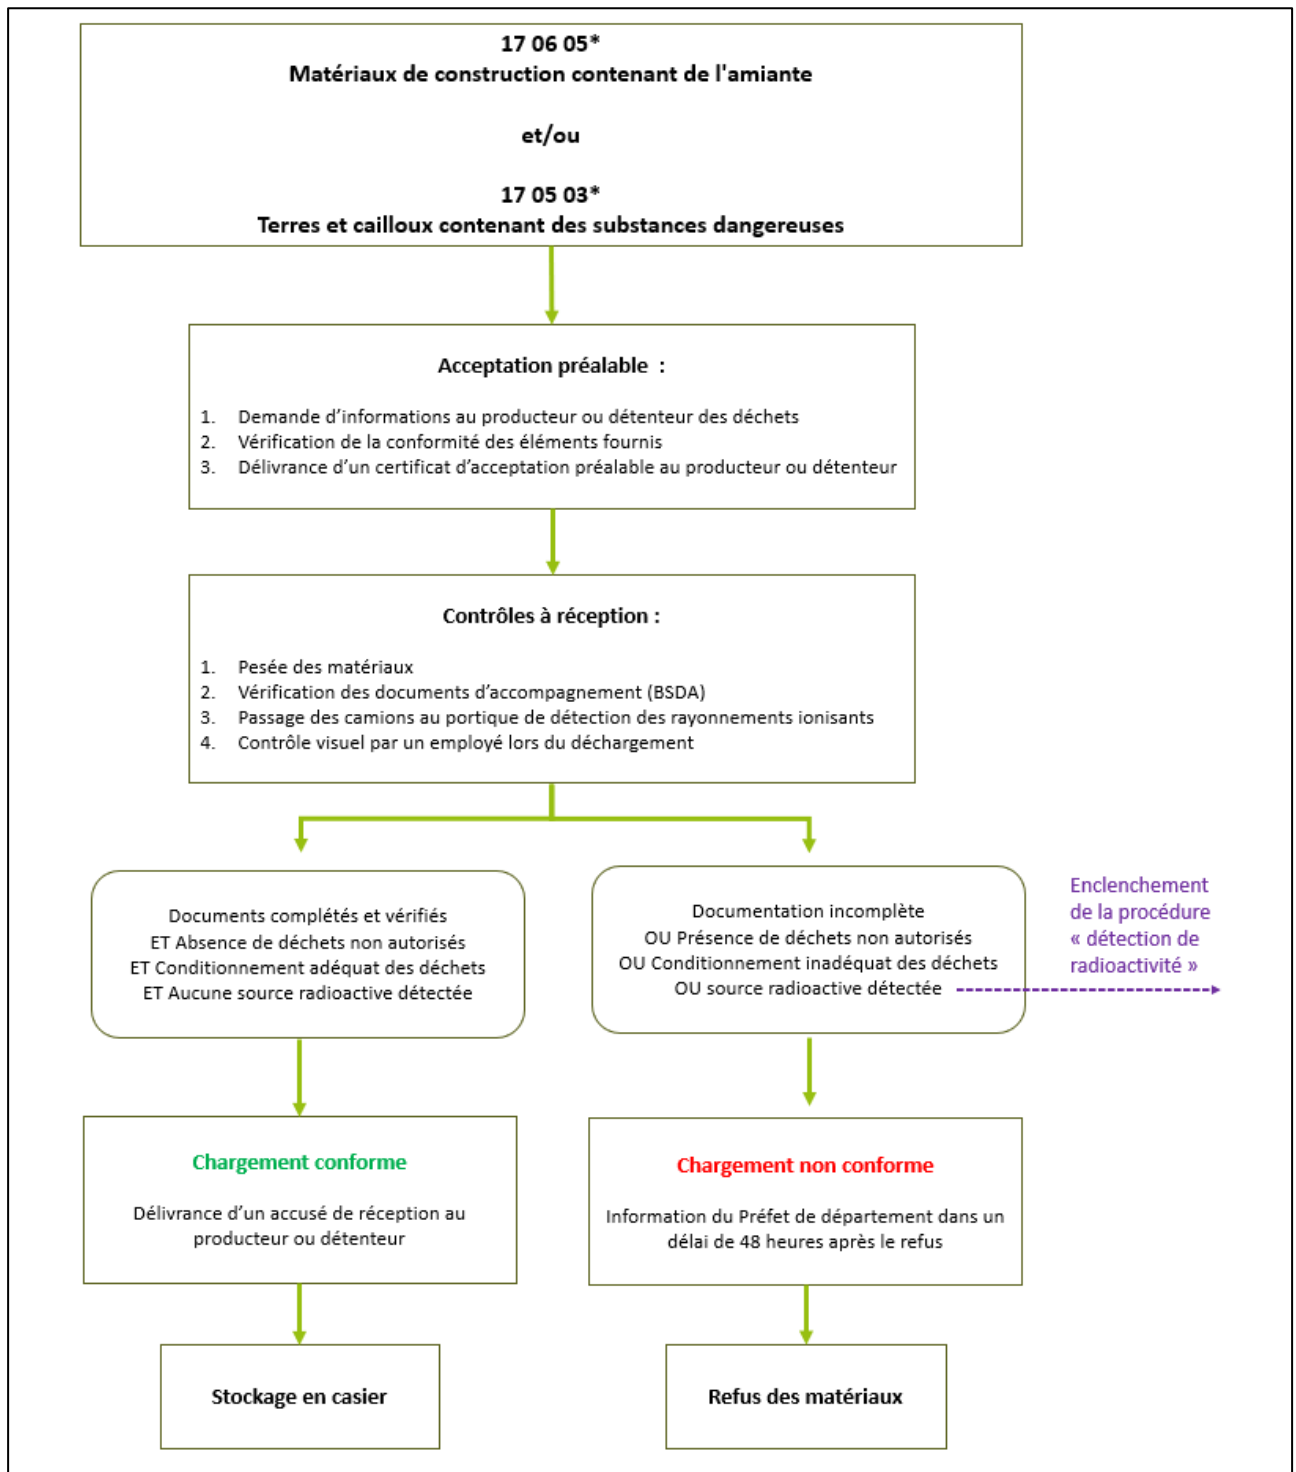 17 06 05*
Matériaux de construction contenant de l'amiante
et/ou
17 05 03*
Terres et cailloux contenant des substances dangereuses
Acceptation préalable :
1. Demande d’informations au producteur ou détenteur des déchets
2. Vérification de la conformité des éléments fournis
3. Délivrance d’un certificat d’acceptation préalable au producteur ou détenteur
Contrôles à réception :
1. Pesée des matériaux
2. Vérification des documents d’accompagnement (BSDA)
3. Passage des camions au portique de détection des rayonnements ionisants
4. Contrôle visuel par un employé lors du déchargement
Documents complétés et vérifiés
ET Absence de déchets non autorisés
ET Conditionnement adéquat des déchets
ET Aucune source radioactive détectée
Documentation incomplète
OU Présence de déchets non autorisés
OU Conditionnement inadéquat des déchets
OU source radioactive détectée
Enclenchement
de la procédure
« détection de
radioactivité »
Chargement conforme
Délivrance d’un accusé de réception au
producteur ou détenteur
Chargement non conforme
Information du Préfet de département dans un
délai de 48 heures après le refus
Stockage en casier
Refus des matériaux